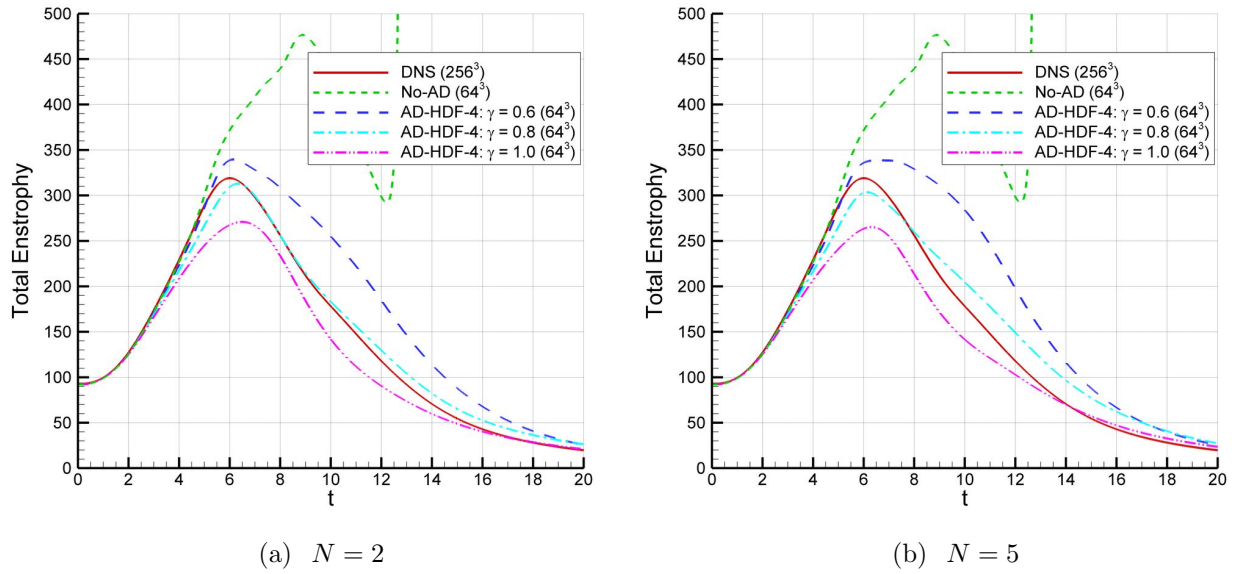 500
450
400
350
300
250
200
150
100
50
0
Total Enstrophy
0 2 4 6 8 10 12 14 16 18 20
t
DNS (256³)
No-AD (64³)
AD-HDF-4: γ = 0.6 (64³)
AD-HDF-4: γ = 0.8 (64³)
AD-HDF-4: γ = 1.0 (64³)
(a) N = 2
500
450
400
350
300
250
200
150
100
50
0
Total Enstrophy
0 2 4 6 8 10 12 14 16 18 20
t
DNS (256³)
No-AD (64³)
AD-HDF-4: γ = 0.6 (64³)
AD-HDF-4: γ = 0.8 (64³)
AD-HDF-4: γ = 1.0 (64³)
(b) N = 5